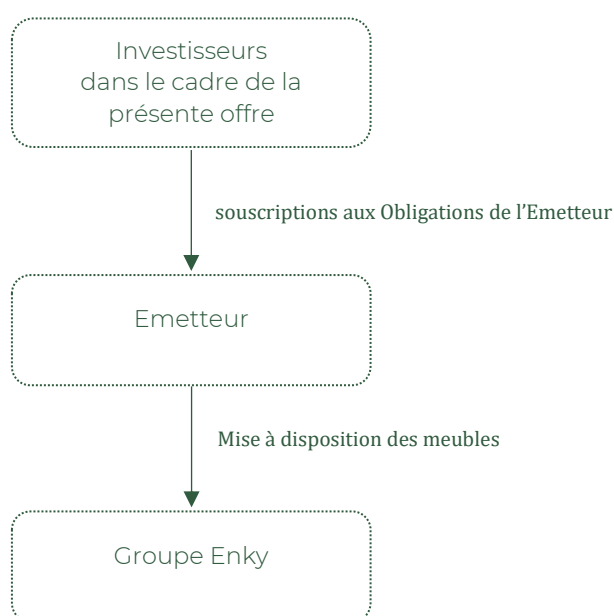 Investisseurs
dans le cadre de la
présente offre
souscriptions aux Obligations de l'Emetteur
Emetteur
Mise à disposition des meubles
Groupe Enky